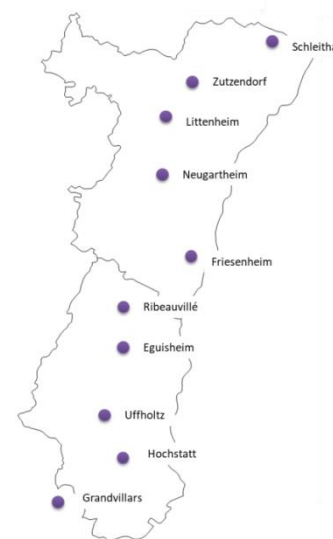 Zutzendorf
Littenheim
Neugartheim
Friesenheim
Ribeauvillé
Eguisheim
Uffholtz
Hochstatt
Grandvillars